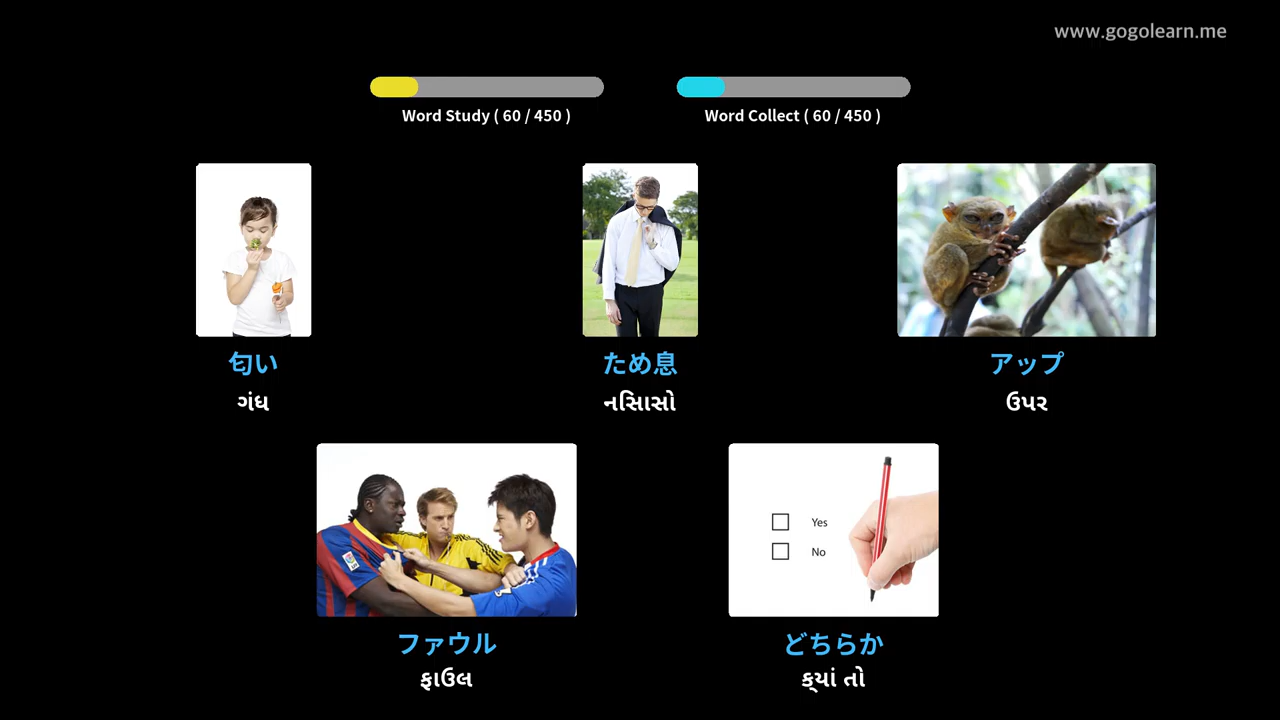 www.gogolearn.me
Word Study ( 60 / 450 )
Word Collect ( 60 / 450 )
匂い
ため息
アップ
ગંધ
નસિાસો
ઉપર
Yes
No
ファウル
どちらか
ફાઉલ
ક્યાં તો